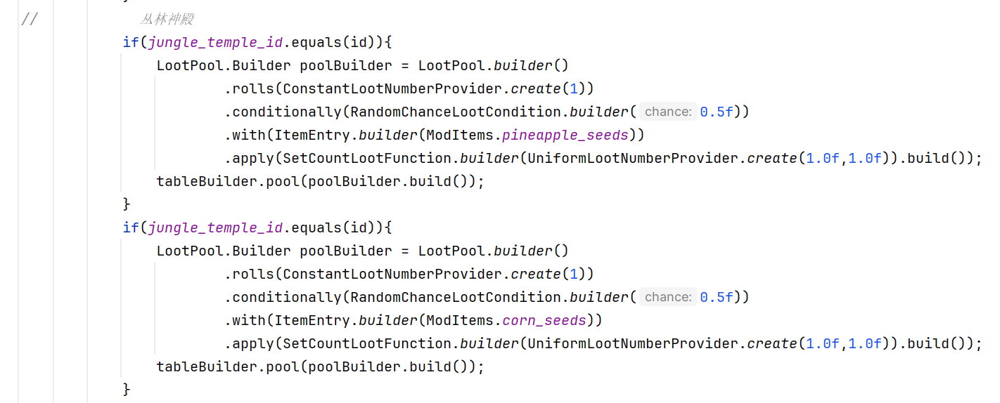 // 丛林神殿
if(jungle_temple_id.equals(id)){
LootPool.Builder poolBuilder = LootPool.builder()
.rolls(ConstantLootNumberProvider.create(1))
.conditionally(RandomChanceLootCondition.builder( chance: 0.5f))
.with(ItemEntry.builder(ModItems.pineapple_seeds))
.apply(SetCountLootFunction.builder(UniformLootNumberProvider.create(1.0f,1.0f)).build());
tableBuilder.pool(poolBuilder.build());
}
if(jungle_temple_id.equals(id)){
LootPool.Builder poolBuilder = LootPool.builder()
.rolls(ConstantLootNumberProvider.create(1))
.conditionally(RandomChanceLootCondition.builder( chance: 0.5f))
.with(ItemEntry.builder(ModItems.corn_seeds))
.apply(SetCountLootFunction.builder(UniformLootNumberProvider.create(1.0f,1.0f)).build());
tableBuilder.pool(poolBuilder.build());
}